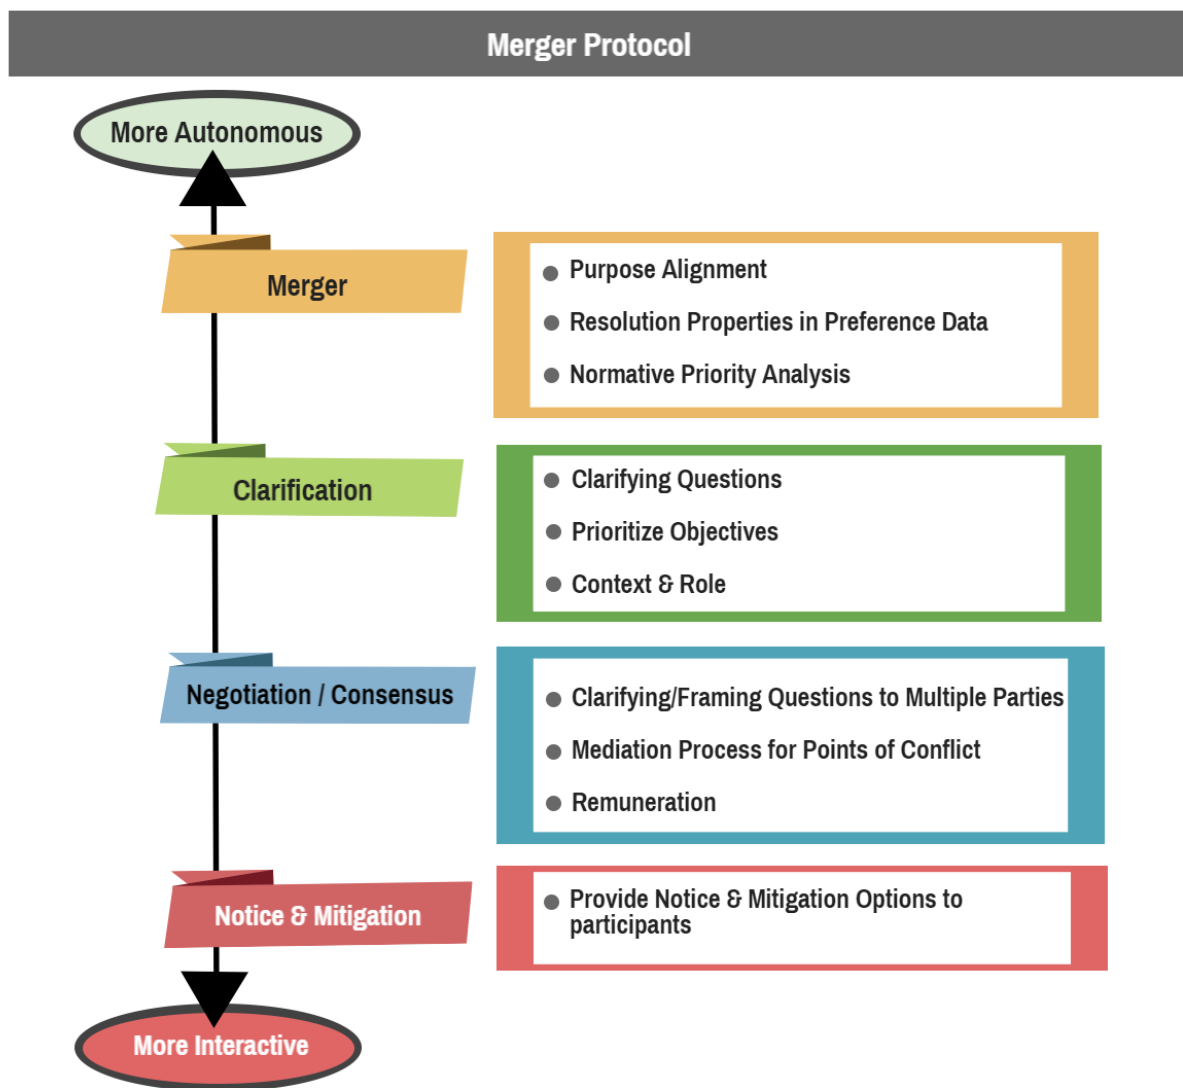 Merger Protocol
More Autonomous
Merger
Purpose Alignment
Resolution Properties in Preference Data
Normative Priority Analysis
Clarification
Clarifying Questions
Prioritize Objectives
Context & Role
Negotiation / Consensus
Clarifying/Framing Questions to Multiple Parties
Mediation Process for Points of Conflict
Remuneration
Notice & Mitigation
Provide Notice & Mitigation Options to
participants
More Interactive